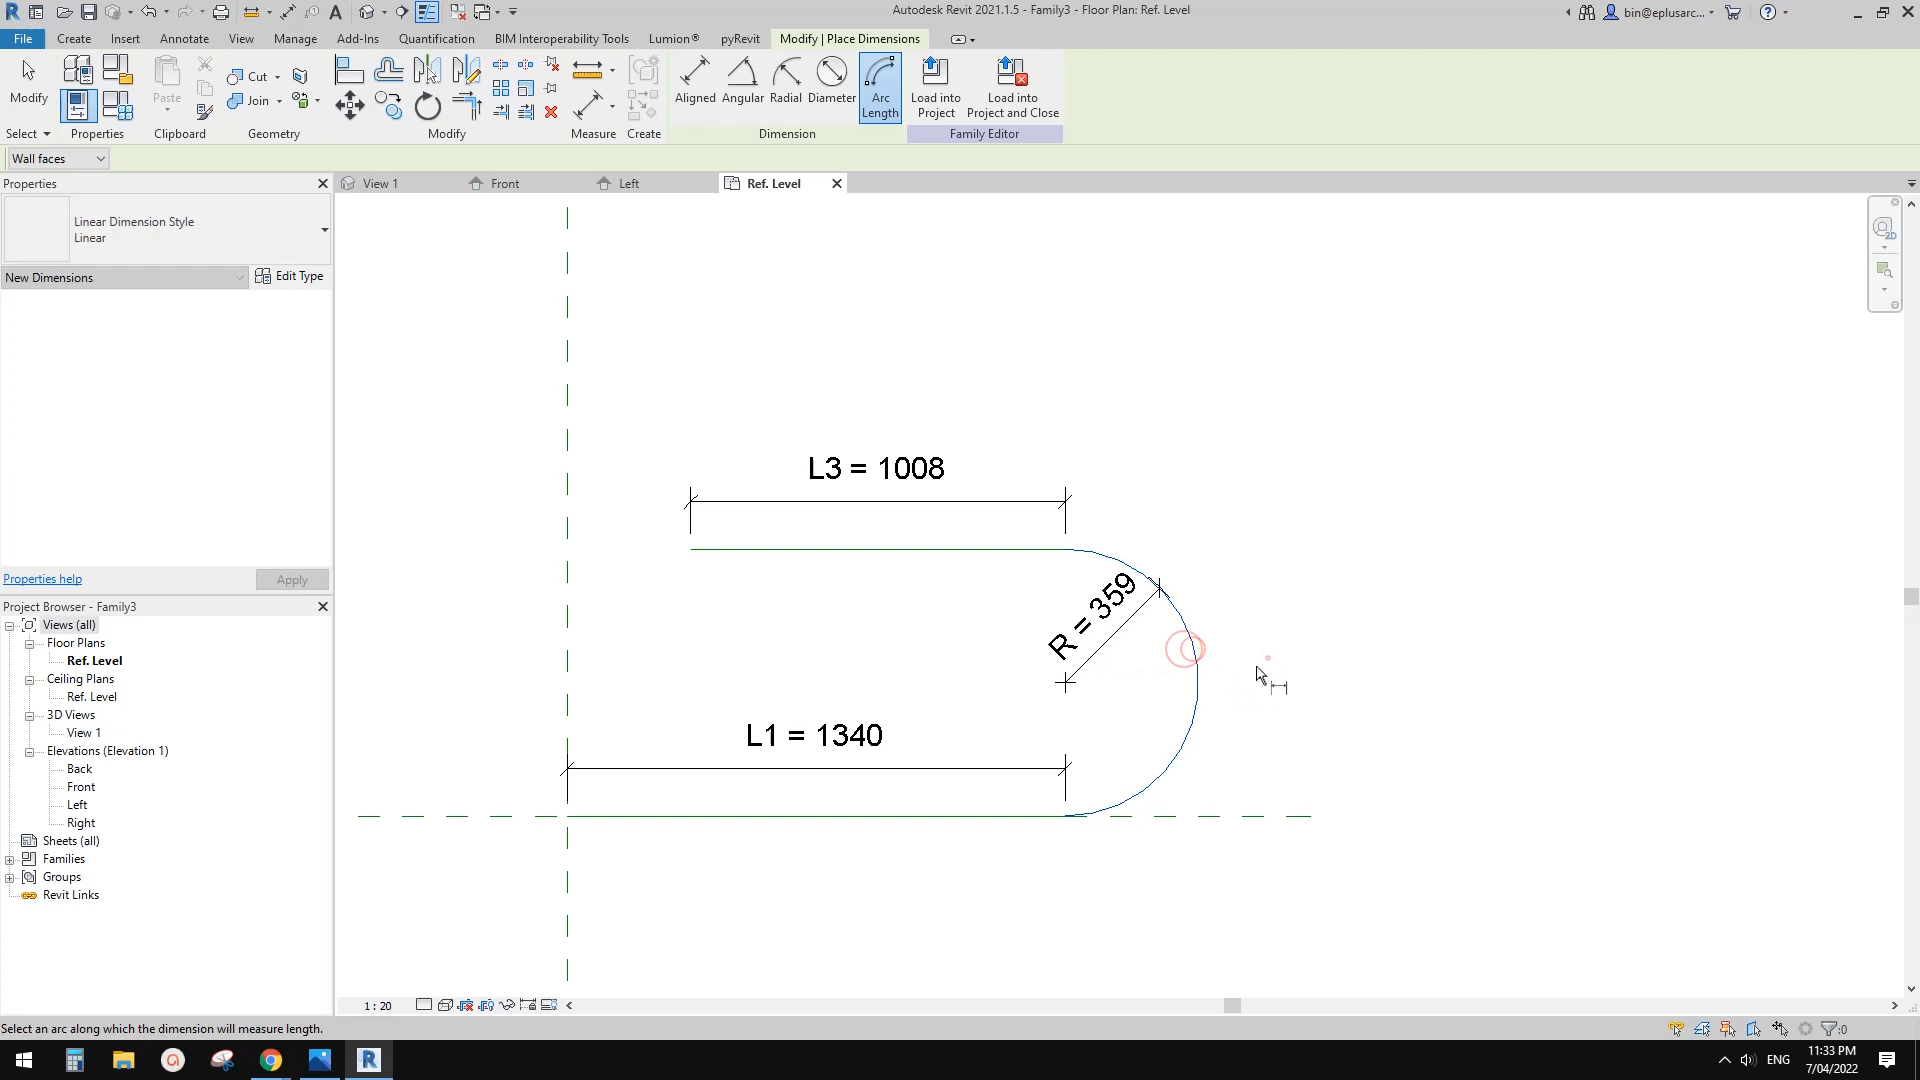 Autodesk Revit 2021.1.5 - Family3 - Floor Plan: Ref. Level
bin@eplusarc...
File Create Insert Annotate View Manage Add-Ins Quantification BIM Interoperability Tools Lumion® pyRevit Modify | Place Dimensions
Modify
Paste
Cut
Join
Aligned Angular Radial Diameter Arc Length
Load into Project
Load into Project and Close
Select Properties Clipboard Geometry Modify Measure Create Dimension Family Editor
Wall faces
Properties
View 1 Front Left Ref. Level
Linear Dimension Style
Linear
New Dimensions Edit Type
L3 = 1008
R = 359
L1 = 1340
Properties help Apply
Project Browser - Family3
Views (all)
Floor Plans
Ref. Level
Ceiling Plans
Ref. Level
3D Views
View 1
Elevations (Elevation 1)
Back
Front
Left
Right
Sheets (all)
Families
Groups
Revit Links
1 : 20
Select an arc along which the dimension will measure length.
:0
ENG
11:33 PM
7/04/2022